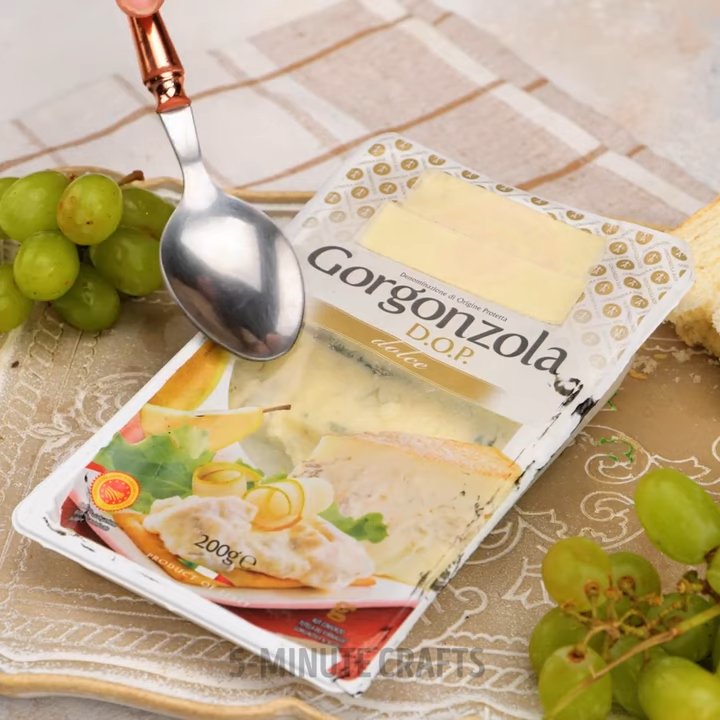 Denominazione di Origine Protetta
Gorgonzola
D.O.P.
dolce
200g e
5-MINUTE CRAFTS